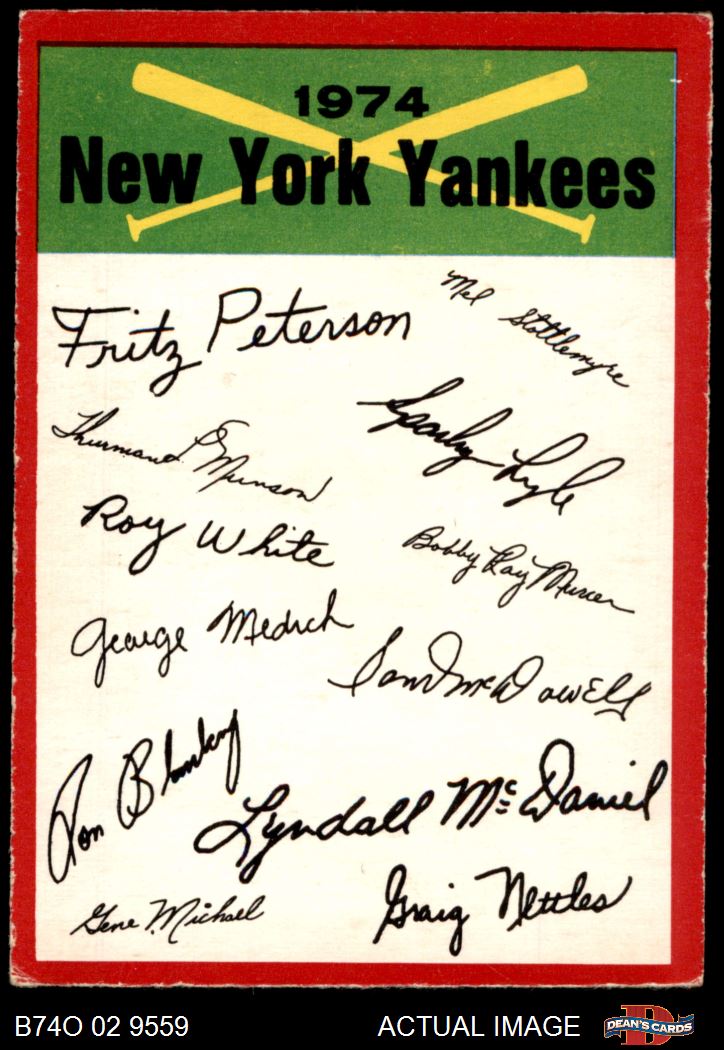 1974
New York Yankees
Mel Stottlemyre
Fritz Peterson
Sparky Lyle
Thurman L Munson
Roy White
Bobby Ray Murcer
George Medich
Sam McDowell
Ron Blomberg
Lyndall McDaniel
Gene Michael
Graig Nettles
B74O 02 9559
ACTUAL IMAGE
D
DEAN'S CARDS